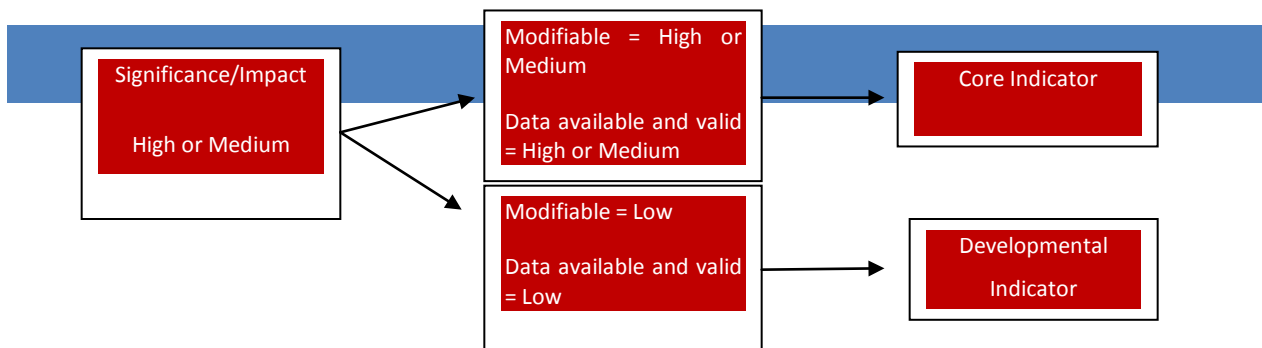 Significance/Impact
High or Medium
Modifiable = High or
Medium
Data available and valid
= High or Medium
Core Indicator
Modifiable = Low
Data available and valid
= Low
Developmental
Indicator